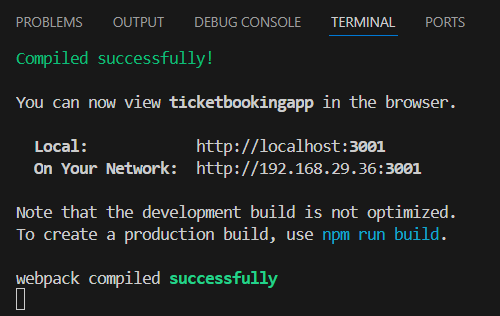 PROBLEMS OUTPUT DEBUG CONSOLE TERMINAL PORTS
Compiled successfully!
You can now view ticketbookingapp in the browser.
Local: http://localhost:3001
On Your Network: http://192.168.29.36:3001
Note that the development build is not optimized.
To create a production build, use npm run build.
webpack compiled successfully